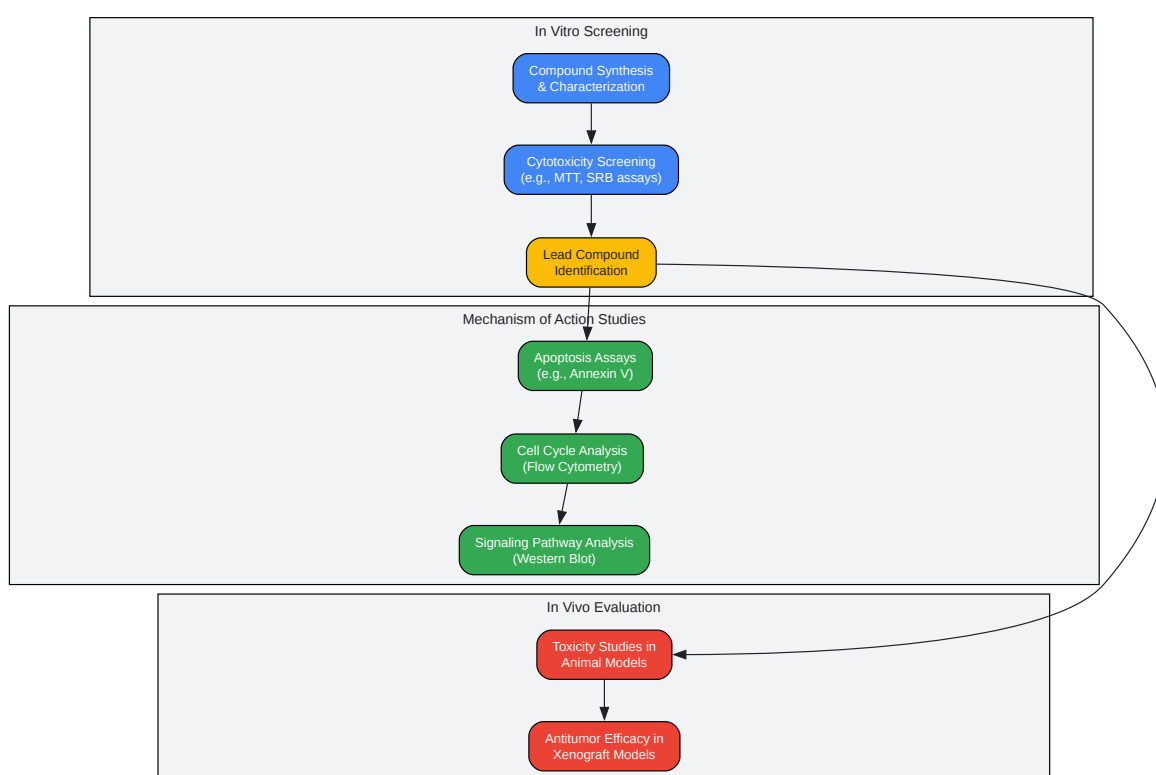 In Vitro Screening
Compound Synthesis
& Characterization
Cytotoxicity Screening
(e.g., MTT, SRB assays)
Lead Compound
Identification
Mechanism of Action Studies
Apoptosis Assays
(e.g., Annexin V)
Cell Cycle Analysis
(Flow Cytometry)
Signaling Pathway Analysis
(Western Blot)
In Vivo Evaluation
Toxicity Studies in
Animal Models
Antitumor Efficacy in
Xenograft Models